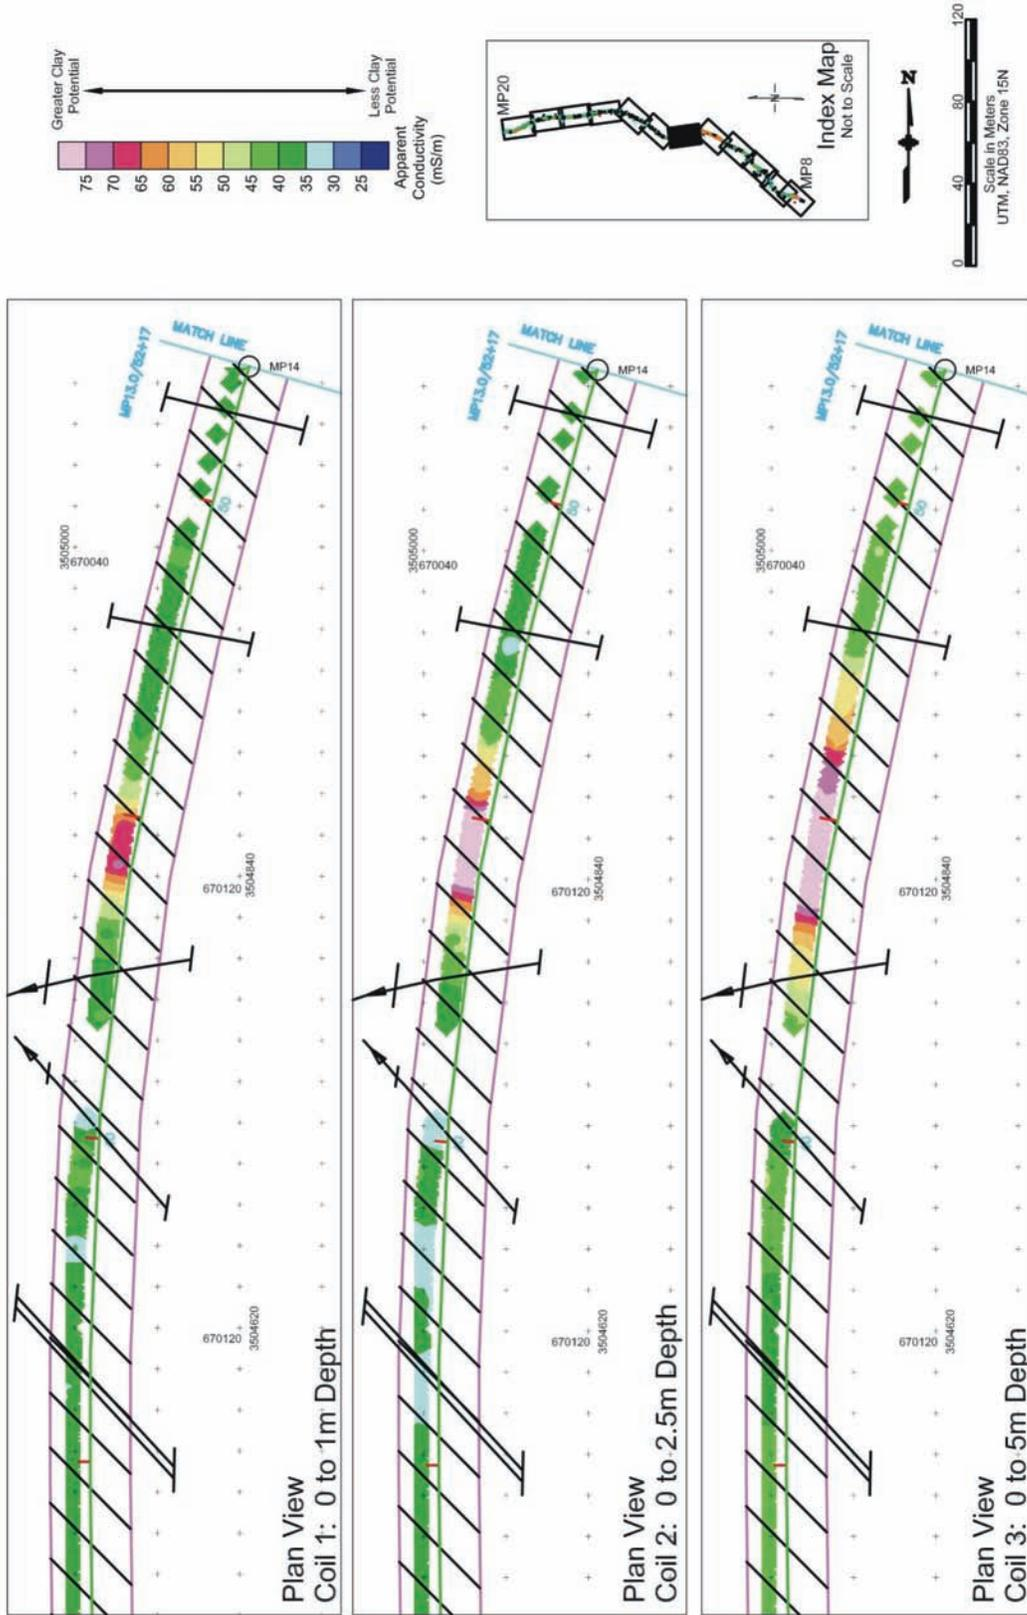 Greater Clay
Potential
Less Clay
Potential
75
70
65
60
55
50
45
40
35
30
25
Apparent
Conductivity
(mS/m)
MP20
MP8
-N-
Index Map
Not to Scale
N
0 40 80 120
Scale in Meters
UTM, NAD83, Zone 15N
MP13.0/52+17
MATCH LINE
MP14
50
3505000
670040
670120
3504840
670120
3504620
Plan View
Coil 1: 0 to 1m Depth
MP13.0/52+17
MATCH LINE
MP14
50
3505000
670040
670120
3504840
670120
3504620
Plan View
Coil 2: 0 to 2.5m Depth
MP13.0/52+17
MATCH LINE
MP14
50
3505000
670040
670120
3504840
670120
3504620
Plan View
Coil 3: 0 to 5m Depth